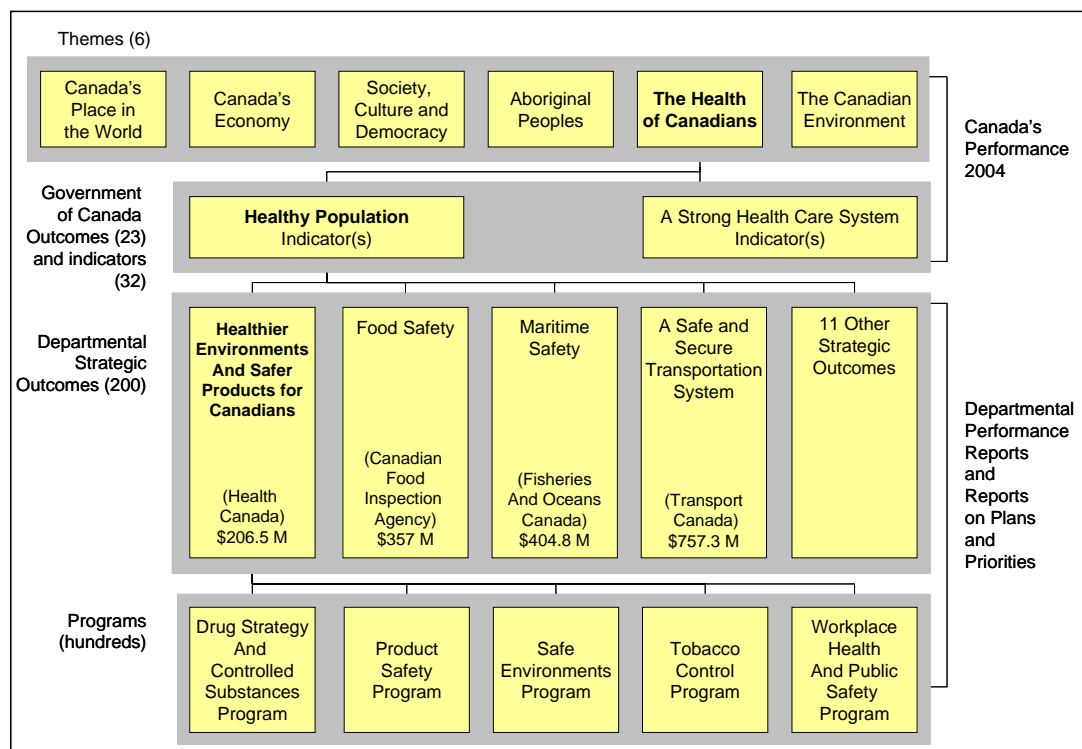 Themes (6)
Canada's
Place in
the World
Canada's
Economy
Society,
Culture and
Democracy
Aboriginal
Peoples
The Health
of Canadians
The Canadian
Environment
Canada's
Performance
2004
Government
of Canada
Outcomes (23)
and indicators
(32)
Healthy Population
Indicator(s)
A Strong Health Care System
Indicator(s)
Departmental
Strategic
Outcomes (200)
Healthier
Environments
And Safer
Products for
Canadians
(Health
Canada)
$206.5 M
Food Safety
(Canadian
Food
Inspection
Agency)
$357 M
Maritime
Safety
(Fisheries
And Oceans
Canada)
$404.8 M
A Safe and
Secure
Transportation
System
(Transport
Canada)
$757.3 M
11 Other
Strategic
Outcomes
Departmental
Performance
Reports
and
Reports
on Plans
and
Priorities
Programs
(hundreds)
Drug Strategy
And
Controlled
Substances
Program
Product
Safety
Program
Safe
Environments
Program
Tobacco
Control
Program
Workplace
Health
And Public
Safety
Program